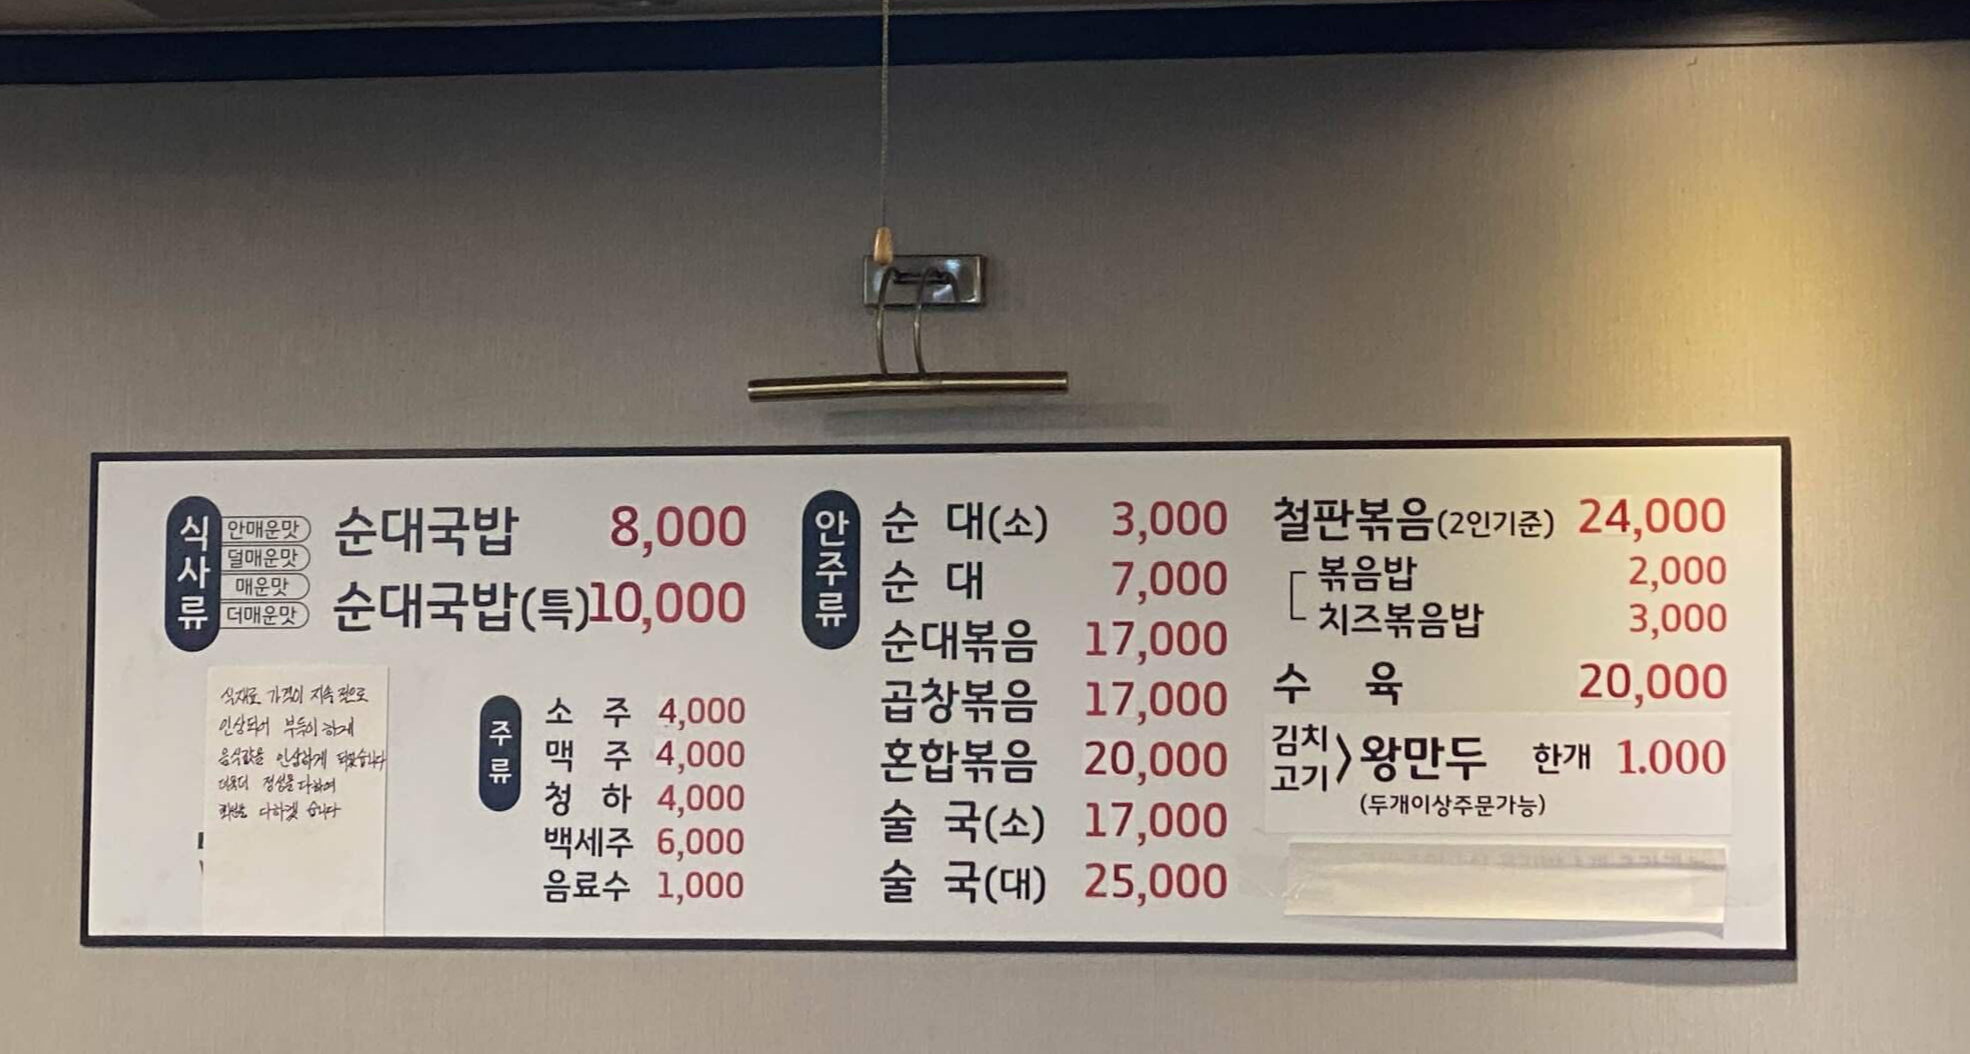 식사류
안매운맛
덜매운맛
매운맛
더매운맛
순대국밥 8,000
순대국밥(특) 10,000
식재료 가격이 지속적으로
인상되어 부득이하게
음식값을 인상하게 되었습니다
더욱더 정성을 다하여
최선을 다하겠습니다
주류
소 주 4,000
맥 주 4,000
청 하 4,000
백세주 6,000
음료수 1,000
안주류
순 대(소) 3,000
순 대 7,000
순대볶음 17,000
곱창볶음 17,000
혼합볶음 20,000
술 국(소) 17,000
술 국(대) 25,000
철판볶음(2인기준) 24,000
볶음밥 2,000
치즈볶음밥 3,000
수 육 20,000
김치
고기 〉왕만두 한개 1.000
(두개이상주문가능)